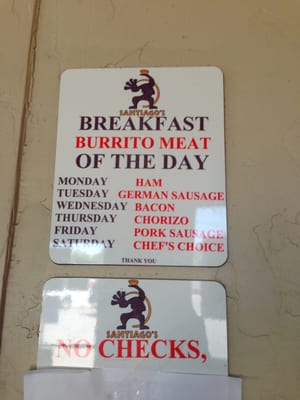 SANTIAGO'S
BREAKFAST
BURRITO MEAT
OF THE DAY
MONDAY HAM
TUESDAY GERMAN SAUSAGE
WEDNESDAY BACON
THURSDAY CHORIZO
FRIDAY PORK SAUSAGE
SATURDAY CHEF'S CHOICE
THANK YOU
SANTIAGO'S
NO CHECKS,